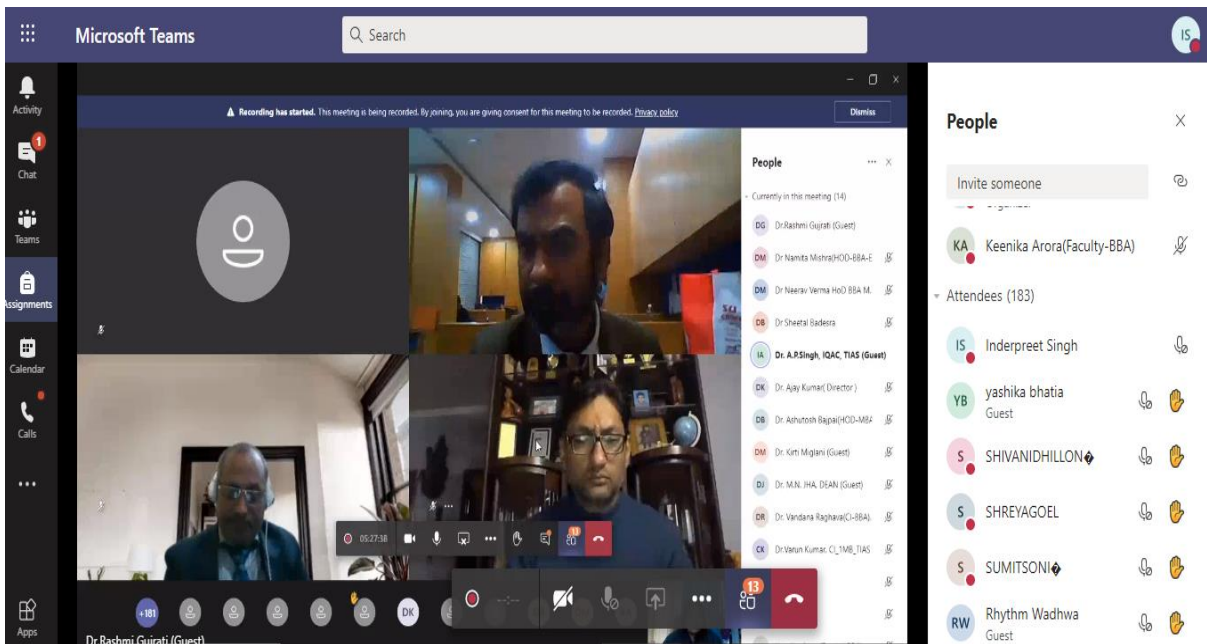 Microsoft Teams
Search
IS
Activity
1
Chat
Teams
Assignments
Calendar
Calls
Apps
Recording has started. This meeting is being recorded. By joining, you are giving consent for this meeting to be recorded. Privacy policy
Dismiss
People
Currently in this meeting (14)
DG Dr.Rashmi Gujrati (Guest)
DM Dr Namita Mishra(HOD-BBA-E
DM Dr Neerav Verma HoD BBA M.
DB Dr Sheetal Badesra
IA Dr. A.P.Singh, IQAC, TIAS (Guest)
DK Dr. Ajay Kumar( Director )
DB Dr. Ashutosh Bajpai(HOD-MBA
DM Dr. Kirti Miglani (Guest)
DJ Dr. M.N. JHA. DEAN (Guest)
DR Dr. Vandana Raghava(CI-BBA).
CK Dr.Varun Kumar. CI_1MB_TIAS
05:27:38
13
+181
DK
--:--
13
Dr.Rashmi Gujrati (Guest)
People
Invite someone
KA Keenika Arora(Faculty-BBA)
Attendees (183)
IS Inderpreet Singh
YB yashika bhatia
Guest
S SHIVANIDHILLON�
S SHREYAGOEL
S SUMITSONI�
RW Rhythm Wadhwa
Guest